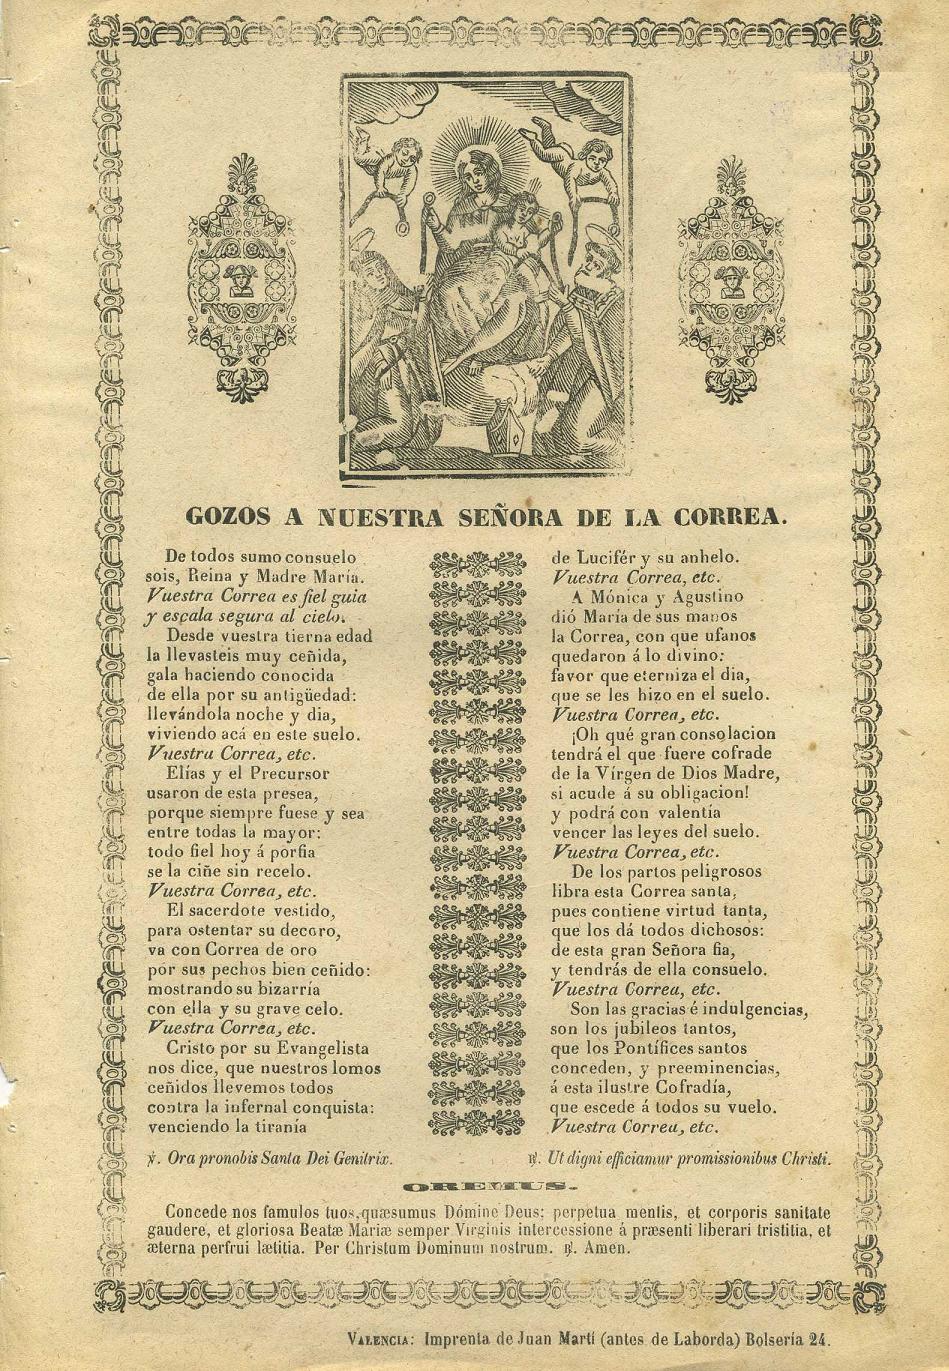 GOZOS A NUESTRA SEÑORA DE LA CORREA.
De todos sumo consuelo
sois, Reina y Madre María.
Vuestra Correa es fiel guia
y escala segura al cielo.
Desde vuestra tierna edad
la llevasteis muy ceñida,
gala haciendo conocida
de ella por su antigüedad:
llevándola noche y dia,
viviendo acá en este suelo.
Vuestra Correa, etc.
Elías y el Precursor
usaron de esta presea,
porque siempre fuese y sea
entre todas la mayor:
todo fiel hoy á porfia
se la ciñe sin recelo.
Vuestra Correa, etc.
El sacerdote vestido,
para ostentar su decoro,
va con Correa de oro
por sus pechos bien ceñido:
mostrando su bizarría
con ella y su grave celo.
Vuestra Correa, etc.
Cristo por su Evangelista
nos dice, que nuestros lomos
ceñidos llevemos todos
contra la infernal conquista:
venciendo la tiranía
de Lucifér y su anhelo.
Vuestra Correa, etc.
A Mónica y Agustino
dió María de sus manos
la Correa, con que ufanos
quedaron á lo divino:
favor que eterniza el dia,
que se les hizo en el suelo.
Vuestra Correa, etc.
¡Oh qué gran consolacion
tendrá el que fuere cofrade
de la Vírgen de Dios Madre,
si acude á su obligacion!
y podrá con valentía
vencer las leyes del suelo.
Vuestra Correa, etc.
De los partos peligrosos
libra esta Correa santa,
pues contiene virtud tanta,
que los dá todos dichosos:
de esta gran Señora fia,
y tendrás de ella consuelo.
Vuestra Correa, etc.
Son las gracias é indulgencias,
son los jubileos tantos,
que los Pontífices santos
conceden, y preeminencias,
á esta ilustre Cofradía,
que escede á todos su vuelo.
Vuestra Correa, etc.
℣. Ora pronobis Santa Dei Genitrix. ℟. Ut digni efficiamur promissionibus Christi.
OREMUS.
Concede nos famulos tuos, quæsumus Dómine Deus: perpetua mentis, et corporis sanitate
gaudere, et gloriosa Beatæ Mariæ semper Virginis intercessione á præsenti liberari tristitia, et
æterna perfrui lætitia. Per Christum Dominum nostrum. ℟. Amen.
VALENCIA: Imprenta de Juan Martí (antes de Laborda) Bolsería 24.